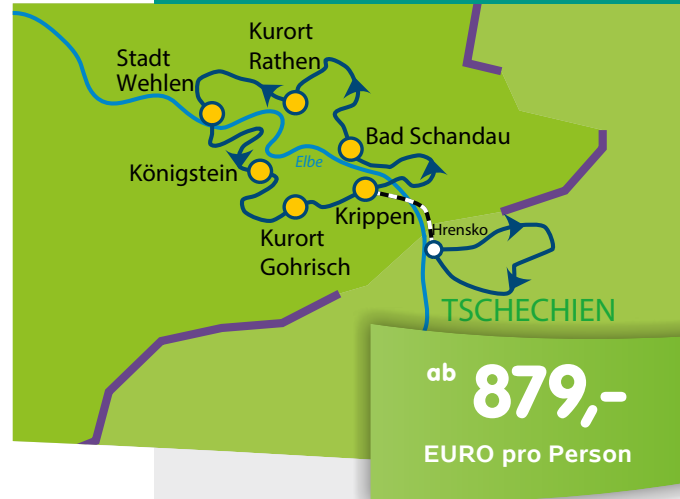 Kurort
Rathen
Stadt
Wehlen
Bad Schandau
Elbe
Königstein
Krippen
Hrensko
Kurort
Gohrisch
TSCHECHIEN
ab 879,-
EURO pro Person